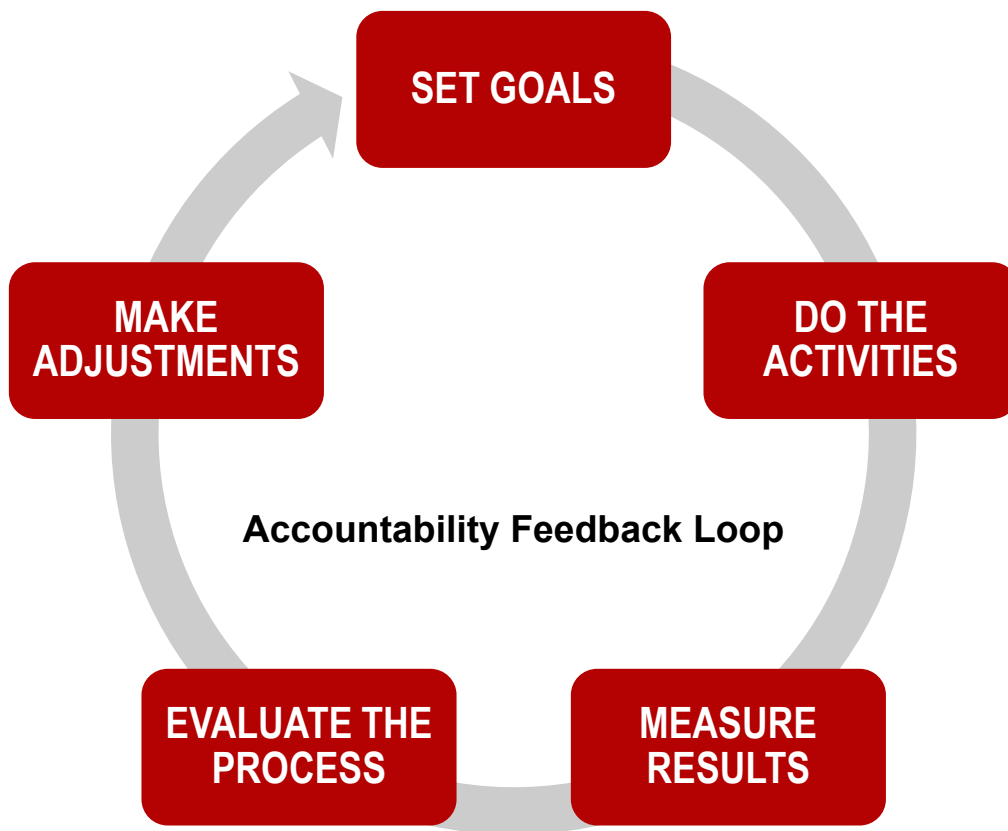 SET GOALS
DO THE
ACTIVITIES
MEASURE
RESULTS
EVALUATE THE
PROCESS
MAKE
ADJUSTMENTS
Accountability Feedback Loop